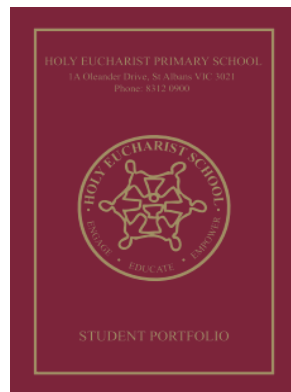 HOLY EUCHARIST PRIMARY SCHOOL
1A Oleander Drive, St Albans VIC 3021
Phone: 8312 0900
• HOLY EUCHARIST SCHOOL •
ENGAGE • EDUCATE • EMPOWER
STUDENT PORTFOLIO